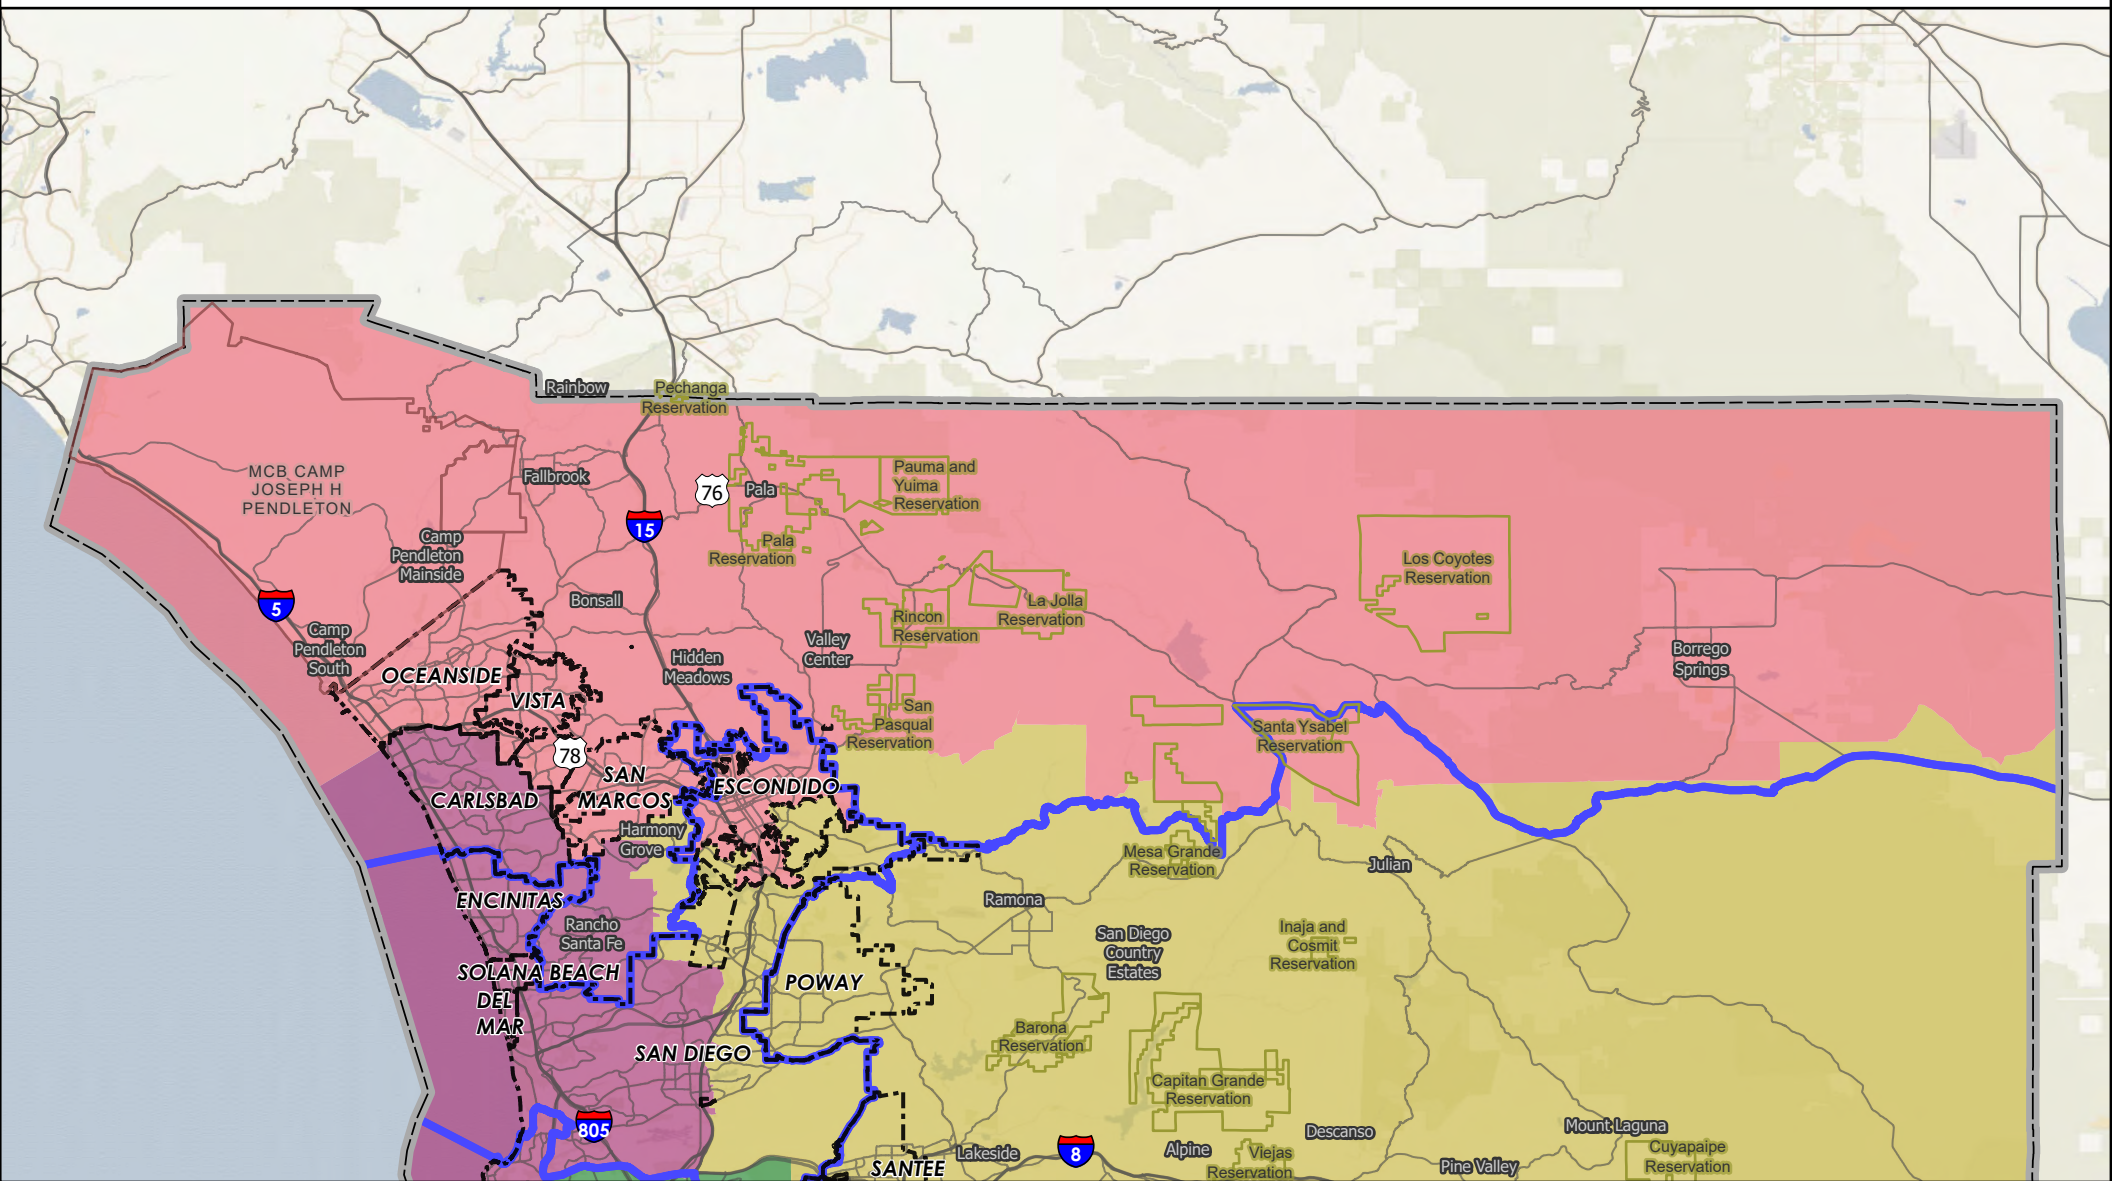 Rainbow
Pechanga
Reservation
MCB CAMP
JOSEPH H
PENDLETON
Fallbrook
76
Pala
Pauma and
Yuima
Reservation
15
Camp
Pendleton
Mainside
Pala
Reservation
Los Coyotes
Reservation
5
Bonsall
La Jolla
Reservation
Rincon
Reservation
Camp
Pendleton
South
Valley
Center
Hidden
Meadows
Borrego
Springs
OCEANSIDE
VISTA
San
Pasqual
Reservation
Santa Ysabel
Reservation
78
SAN
MARCOS
ESCONDIDO
CARLSBAD
Harmony
Grove
Mesa Grande
Reservation
Julian
ENCINITAS
Ramona
Rancho
Santa Fe
San Diego
Country
Estates
Inaja and
Cosmit
Reservation
SOLANA BEACH
DEL
MAR
POWAY
Barona
Reservation
SAN DIEGO
Capitan Grande
Reservation
805
8
Mount Laguna
Descanso
Alpine
Lakeside
Viejas
Reservation
Cuyapaipe
Reservation
SANTEE
Pine Valley